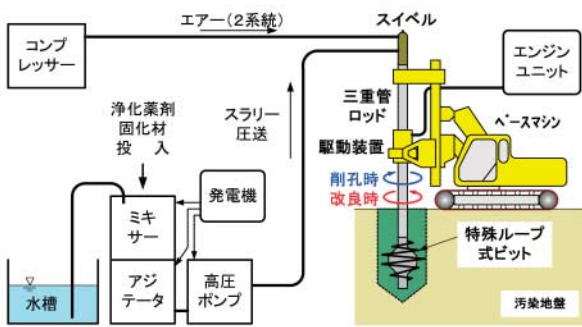 エアー(2系統)
スイベル
コンプ
レッサー
エンジン
ユニット
浄化薬剤
固化材
投 入
スラリー
圧送
三重管
ロッド
ベースマシン
駆動装置
発電機
削孔時
改良時
ミキ
サー
特殊ループ
式ビット
アジ
テータ
高圧
ポンプ
水槽
汚染地盤